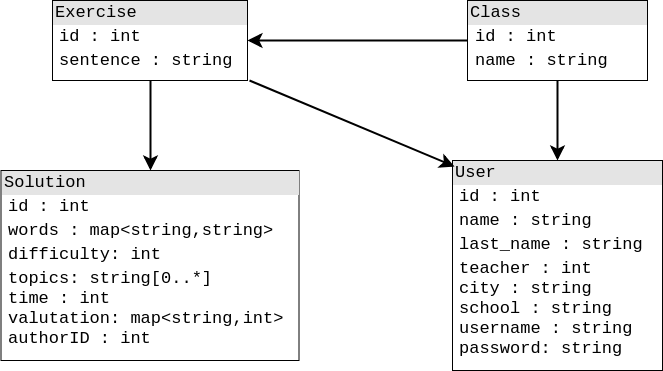 Exercise
id : int
sentence : string
Class
id : int
name : string
Solution
id : int
words : map<string,string>
difficulty: int
topics: string[0..*]
time : int
valutation: map<string,int>
authorID : int
User
id : int
name : string
last_name : string
teacher : int
city : string
school : string
username : string
password: string